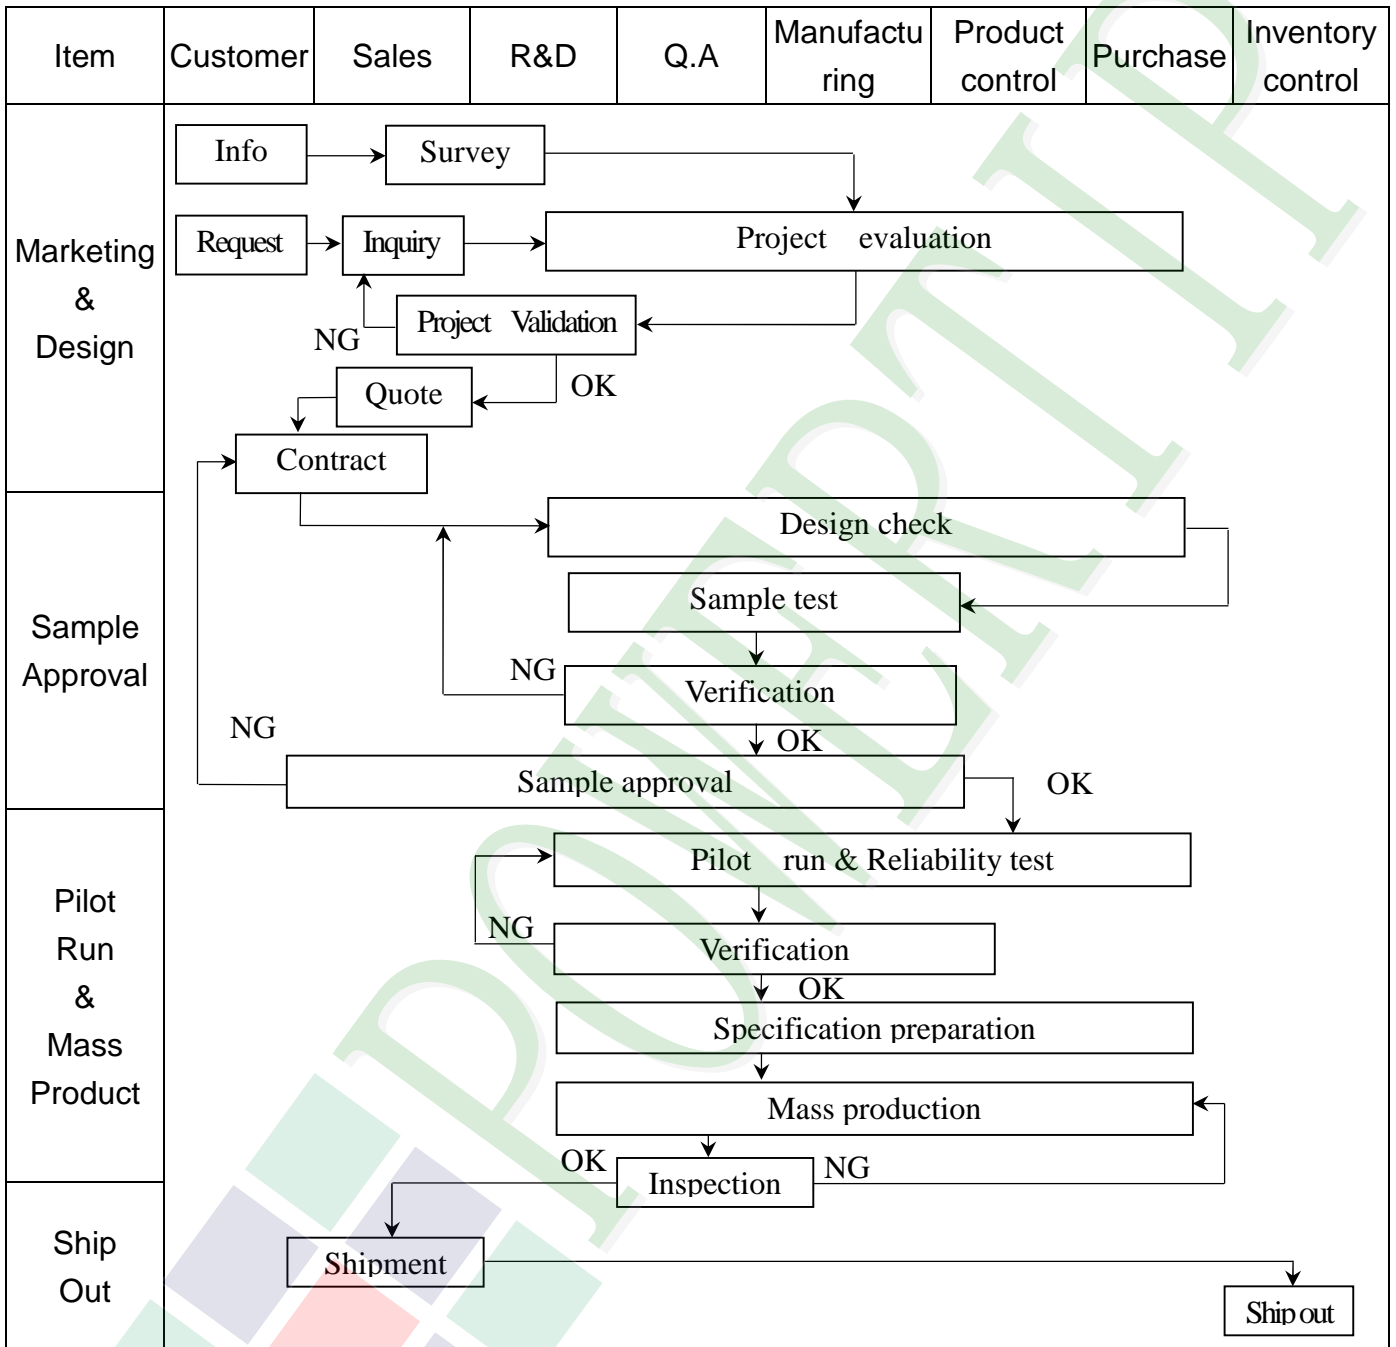 Item
Customer
Sales
R&D
Q.A
Manufactu
ring
Product
control
Purchase
Inventory
control
Marketing
&
Design
Info
Survey
Request
Inquiry
Project evaluation
NG
Project Validation
Quote
OK
Contract
Sample
Approval
Design check
Sample test
NG
Verification
NG
OK
Sample approval
OK
Pilot
Run
&
Mass
Product
Pilot run & Reliability test
NG
Verification
OK
Specification preparation
Mass production
OK
Inspection
NG
Ship
Out
Shipment
Ship out
POWERTIP